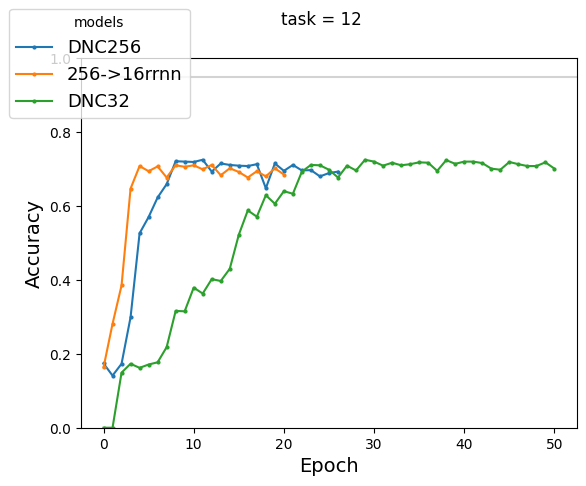 task = 12
models
DNC256
256->16rrnn
DNC32
1.0
0.8
0.6
0.4
0.2
0.0
Accuracy
0 10 20 30 40 50
Epoch